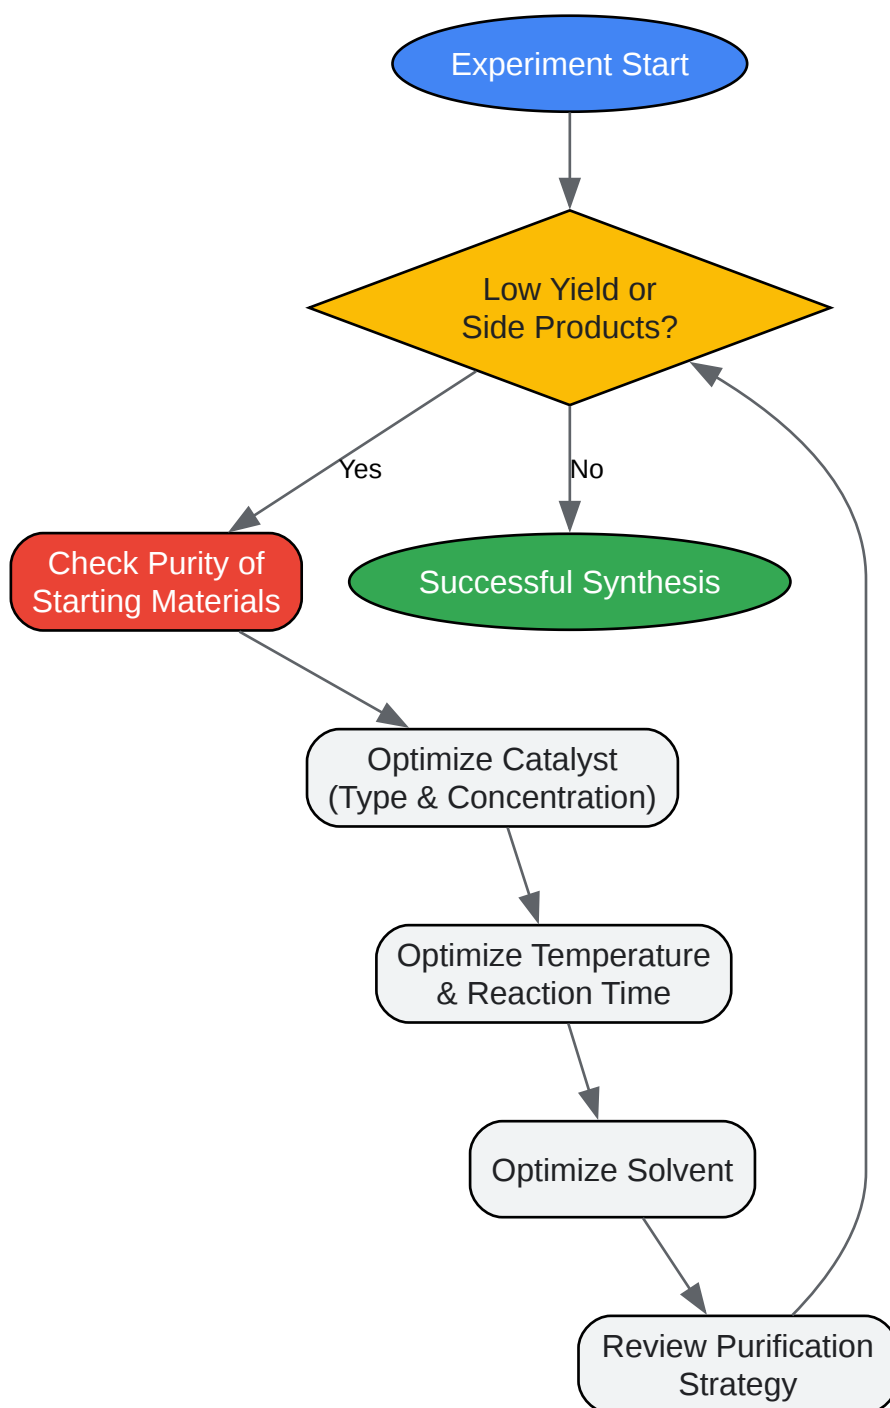 Experiment Start
Low Yield or
Side Products?
Yes
No
Check Purity of
Starting Materials
Successful Synthesis
Optimize Catalyst
(Type & Concentration)
Optimize Temperature
& Reaction Time
Optimize Solvent
Review Purification
Strategy